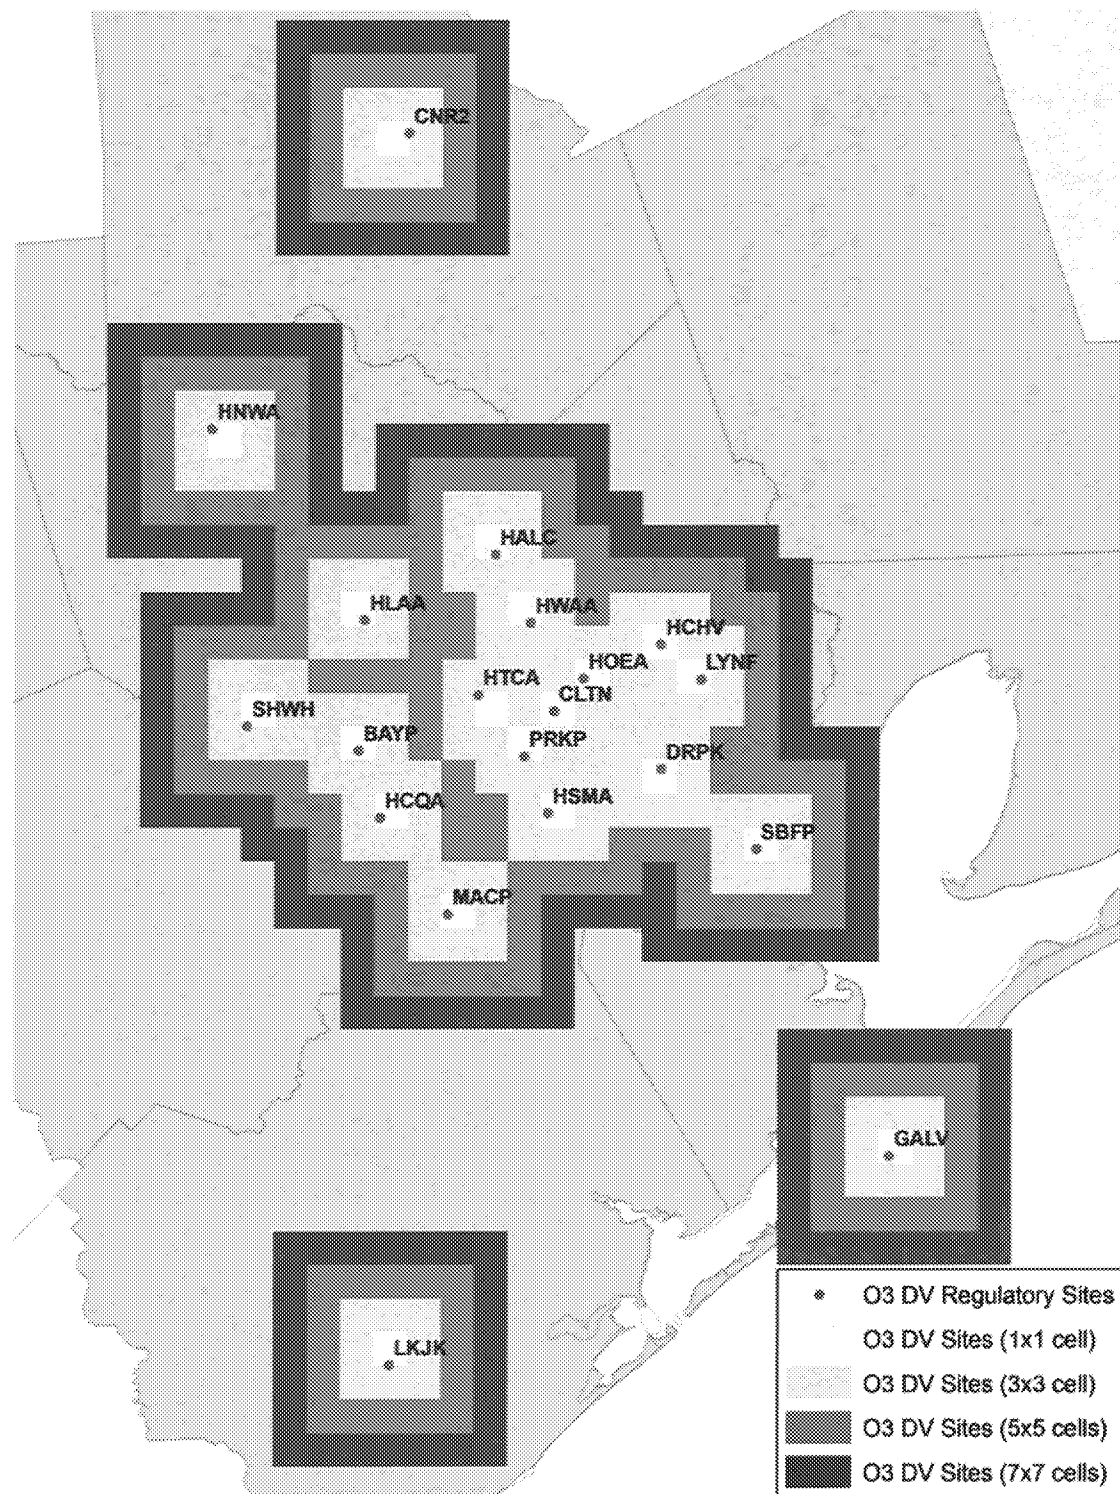 CNR2
HNWA
HALC
HLAA
HWAA
HCHV
HOEA
LYNF
HTCA
CLTN
SHWH
BAYP
PRKP
DRPK
HCQA
HSMA
SBFP
MACP
GALV
LKJK
O3 DV Regulatory Sites
O3 DV Sites (1x1 cell)
O3 DV Sites (3x3 cell)
O3 DV Sites (5x5 cells)
O3 DV Sites (7x7 cells)